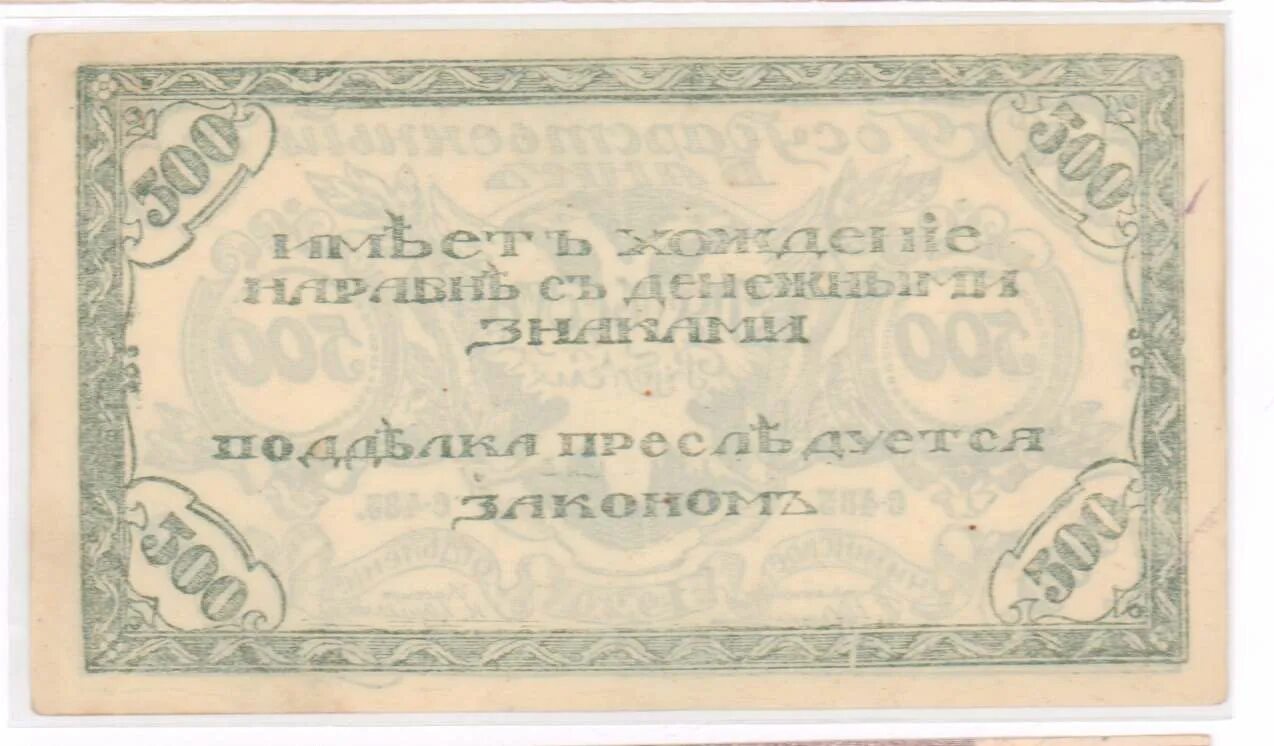 500 500
ИМѢЕТЪ ХОЖДЕНІЕ
НАРАВНѢ СЪ ДЕНЕЖНЫМИ
ЗНАКАМИ
ПОДДѢЛКА ПРЕСЛѢДУЕТСЯ
ЗАКОНОМЪ
500 500